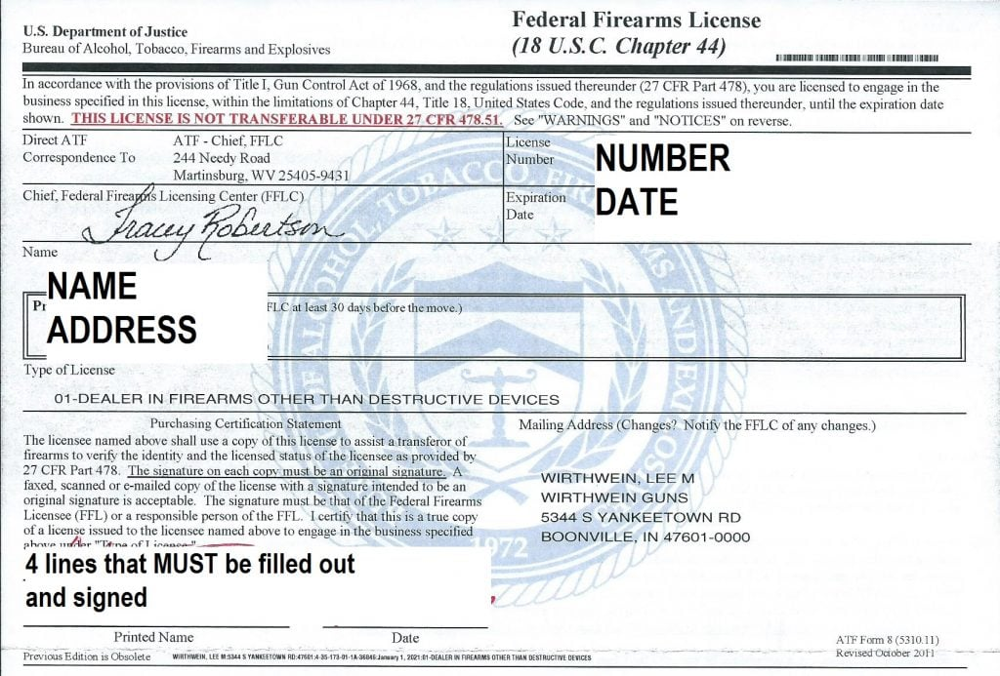 U.S. Department of Justice
Bureau of Alcohol, Tobacco, Firearms and Explosives
Federal Firearms License
(18 U.S.C. Chapter 44)
In accordance with the provisions of Title I, Gun Control Act of 1968, and the regulations issued thereunder (27 CFR Part 478), you are licensed to engage in the
business specified in this license, within the limitations of Chapter 44, Title 18, United States Code, and the regulations issued thereunder, until the expiration date
shown. THIS LICENSE IS NOT TRANSFERABLE UNDER 27 CFR 478.51. See "WARNINGS" and "NOTICES" on reverse.
Direct ATF
Correspondence To
ATF - Chief, FFLC
244 Needy Road
Martinsburg, WV 25405-9431
License
Number
NUMBER
Chief, Federal Firearms Licensing Center (FFLC)
Tracey Robertson
Expiration
Date
DATE
Name
NAME
ADDRESS
Pr
FLC at least 30 days before the move.)
Type of License
01-DEALER IN FIREARMS OTHER THAN DESTRUCTIVE DEVICES
Purchasing Certification Statement
The licensee named above shall use a copy of this license to assist a transferor of
firearms to verify the identity and the licensed status of the licensee as provided by
27 CFR Part 478. The signature on each copy must be an original signature. A
faxed, scanned or e-mailed copy of the license with a signature intended to be an
original signature is acceptable. The signature must be that of the Federal Firearms
Licensee (FFL) or a responsible person of the FFL. I certify that this is a true copy
of a license issued to the licensee named above to engage in the business specified
above under "Type of License."
4 lines that MUST be filled out
and signed
Printed Name
Date
Mailing Address (Changes? Notify the FFLC of any changes.)
WIRTHWEIN, LEE M
WIRTHWEIN GUNS
5344 S YANKEETOWN RD
BOONVILLE, IN 47601-0000
1972
Previous Edition is Obsolete
WIRTHWEIN, LEE M:5344 S YANKEETOWN RD:47601:4-35-173-01-1A-36846:January 1, 2021:01-DEALER IN FIREARMS OTHER THAN DESTRUCTIVE DEVICES
ATF Form 8 (5310.11)
Revised October 2011